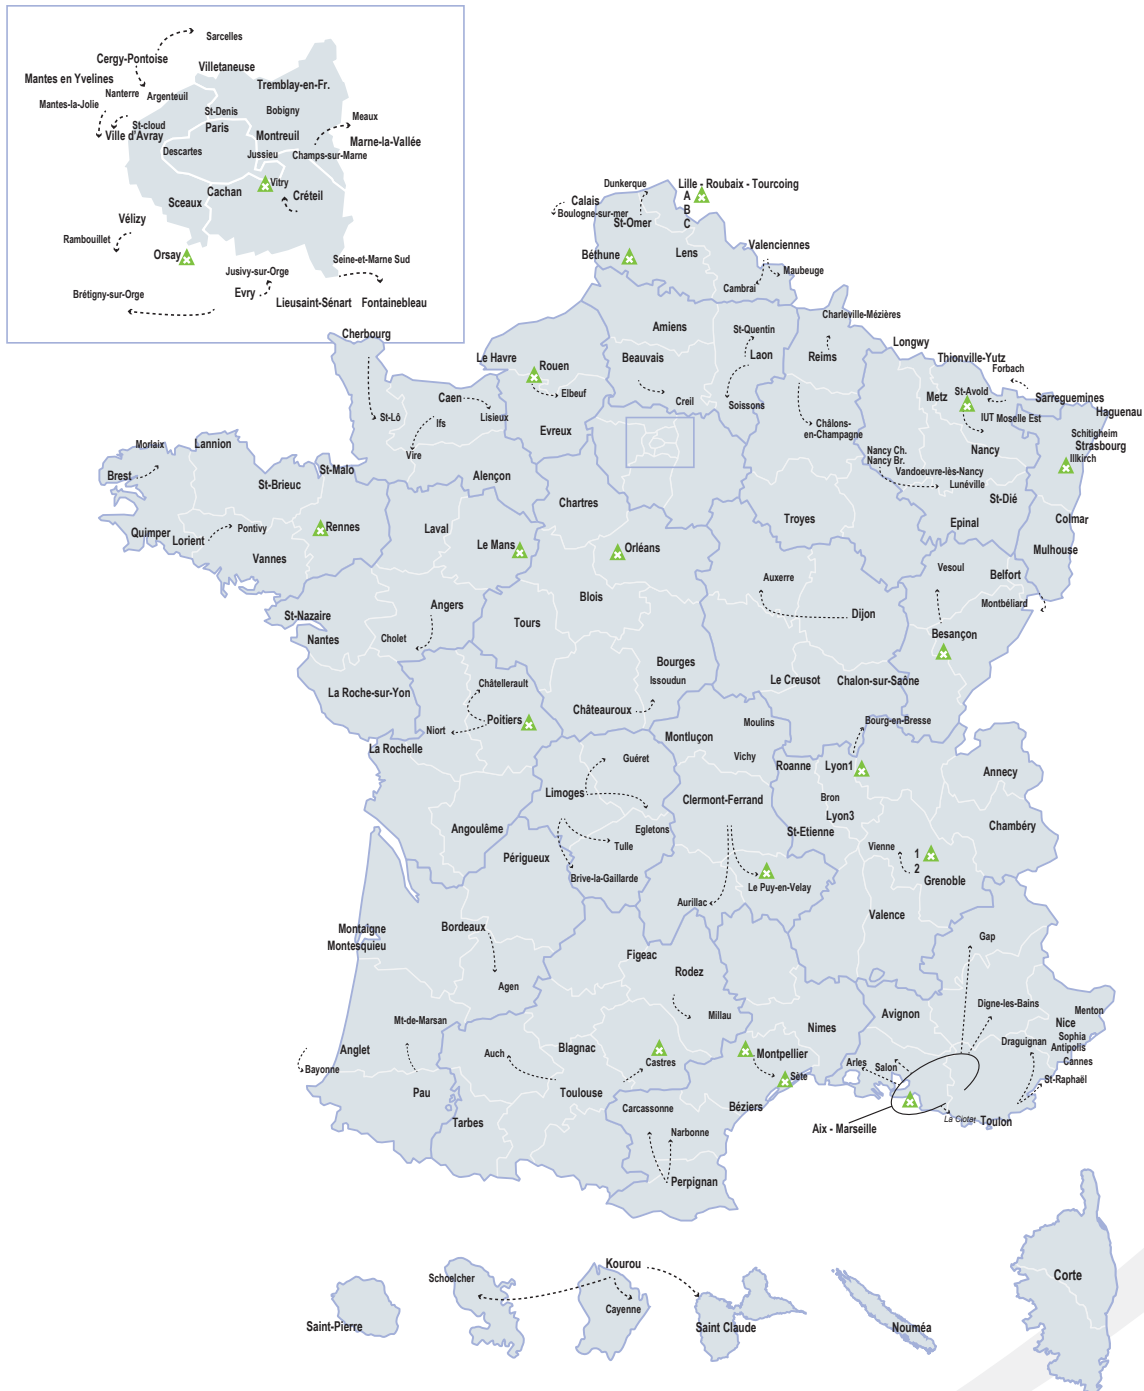 Sarcelles
Cergy-Pontoise
Villetaneuse
Mantes en Yvelines
Tremblay-en-Fr.
Nanterre
Argenteuil
Mantes-la-Jolie
St-Denis
Bobigny
Meaux
St-cloud
Paris
Ville d'Avray
Montreuil
Marne-la-Vallée
Descartes
Jussieu
Champs-sur-Marne
Vitry
Cachan
Créteil
Sceaux
Vélizy
Rambouillet
Orsay
Seine-et-Marne Sud
Jusivy-sur-Orge
Brétigny-sur-Orge
Evry
Lieusaint-Sénart
Fontainebleau
Dunkerque
Lille - Roubaix - Tourcoing
A
B
C
Calais
Boulogne-sur-mer
St-Omer
Béthune
Lens
Valenciennes
Maubeuge
Cambrai
Charleville-Mézières
Cherbourg
Amiens
St-Quentin
Longwy
Le Havre
Rouen
Beauvais
Laon
Reims
Thionville-Yutz
Forbach
Elbeuf
Creil
Soissons
Metz
St-Avold
Sarreguemines
Caen
Lisieux
St-Lô
Ifs
Haguenau
IUT Moselle Est
Châlons-
en-Champagne
Evreux
Schitigheim
Strasbourg
Illkirch
Morlaix
Lannion
Vire
Nancy Ch.
Nancy Br.
Nancy
Vandoeuvre-lès-Nancy
Lunéville
St-Malo
Brest
St-Brieuc
Alençon
Chartres
St-Dié
Troyes
Epinal
Colmar
Quimper
Lorient
Pontivy
Rennes
Laval
Le Mans
Orléans
Mulhouse
Vannes
Vesoul
Belfort
Auxerre
Montbéliard
Blois
Angers
St-Nazaire
Nantes
Cholet
Tours
Dijon
Besançon
Bourges
Issoudun
Le Creusot
Chalon-sur-Saône
La Roche-sur-Yon
Châtellerault
Châteauroux
Poitiers
Niort
Moulins
Bourg-en-Bresse
Montluçon
La Rochelle
Guéret
Vichy
Roanne
Lyon1
Annecy
Limoges
Clermont-Ferrand
Bron
Lyon3
Chambéry
Angoulême
Egletons
St-Etienne
Tulle
Vienne
1
2
Périgueux
Brive-la-Gaillarde
Le Puy-en-Velay
Grenoble
Aurillac
Valence
Montaigne
Montesquieu
Bordeaux
Gap
Figeac
Rodez
Agen
Digne-les-Bains
Mt-de-Marsan
Millau
Avignon
Menton
Nimes
Nice
Sophia
Antipolis
Draguignan
Cannes
Anglet
Bayonne
Auch
Blagnac
Castres
Montpellier
Arles
Salon
Sète
St-Raphaël
Pau
Toulouse
Carcassonne
Béziers
Tarbes
Narbonne
Aix - Marseille
La Ciotat
Toulon
Perpignan
Kourou
Schoelcher
Cayenne
Corte
Saint-Pierre
Saint Claude
Nouméa